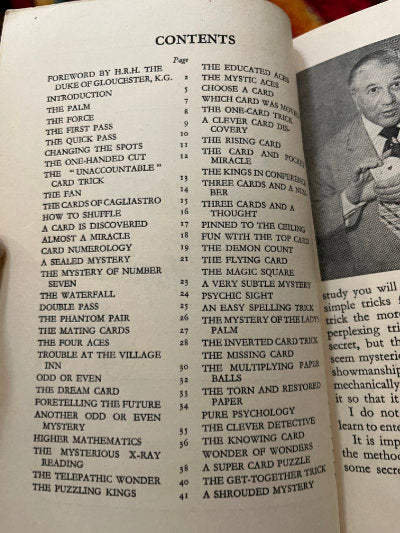 CONTENTS
Page
FOREWORD BY H.R.H. THE
DUKE OF GLOUCESTER, K.G. 2
INTRODUCTION 5
THE PALM 7
THE FORCE 8
THE FIRST PASS 9
THE QUICK PASS 10
CHANGING THE SPOTS 11
THE ONE-HANDED CUT 12
THE "UNACCOUNTABLE"
CARD TRICK 13
THE FAN 14
THE CARDS OF CAGLIASTRO 15
HOW TO SHUFFLE 16
A CARD IS DISCOVERED 17
ALMOST A MIRACLE 18
CARD NUMEROLOGY 19
A SEALED MYSTERY 21
THE MYSTERY OF NUMBER
SEVEN 23
THE WATERFALL 24
DOUBLE PASS 25
THE PHANTOM PAIR 26
THE MATING CARDS 27
THE FOUR ACES 28
TROUBLE AT THE VILLAGE
INN 30
ODD OR EVEN 32
THE DREAM CARD 33
FORETELLING THE FUTURE 34
ANOTHER ODD OR EVEN
MYSTERY 35
HIGHER MATHEMATICS 36
THE MYSTERIOUS X-RAY
READING 38
THE TELEPATHIC WONDER 40
THE PUZZLING KINGS 41
THE EDUCATED ACES
THE MYSTIC ACES
CHOOSE A CARD
WHICH CARD WAS MOVED
THE ONE-CARD TRICK
A CLEVER CARD DIS-
COVERY
THE RISING CARD
THE CARD AND POCKET
MIRACLE
THE KINGS IN CONFERENCE
THREE CARDS AND A
BER
THREE CARDS AND A
THOUGHT
PINNED TO THE CEILING
FUN WITH THE TOP CARD
THE DEMON COUNT
THE FLYING CARD
THE MAGIC SQUARE
A VERY SUBTLE MYSTERY
PSYCHIC SIGHT
AN EASY SPELLING TRICK
THE MYSTERY OF THE LADY'S
PALM
THE INVERTED CARD TRICK
THE MISSING CARD
THE MULTIPLYING PAPER
BALLS
THE TORN AND RESTORED
PAPER
PURE PSYCHOLOGY
THE CLEVER DETECTIVE
THE KNOWING CARD
WONDER OF WONDERS
A SUPER CARD PUZZLE
THE GET-TOGETHER TRICK
A SHROUDED MYSTERY
study you will
simple tricks
trick the more
perplexing tri
secret, but th
seem mysterie
showmanship
mechanically
it so that it
I do not
learn to ente
It is imp
the method
some secre